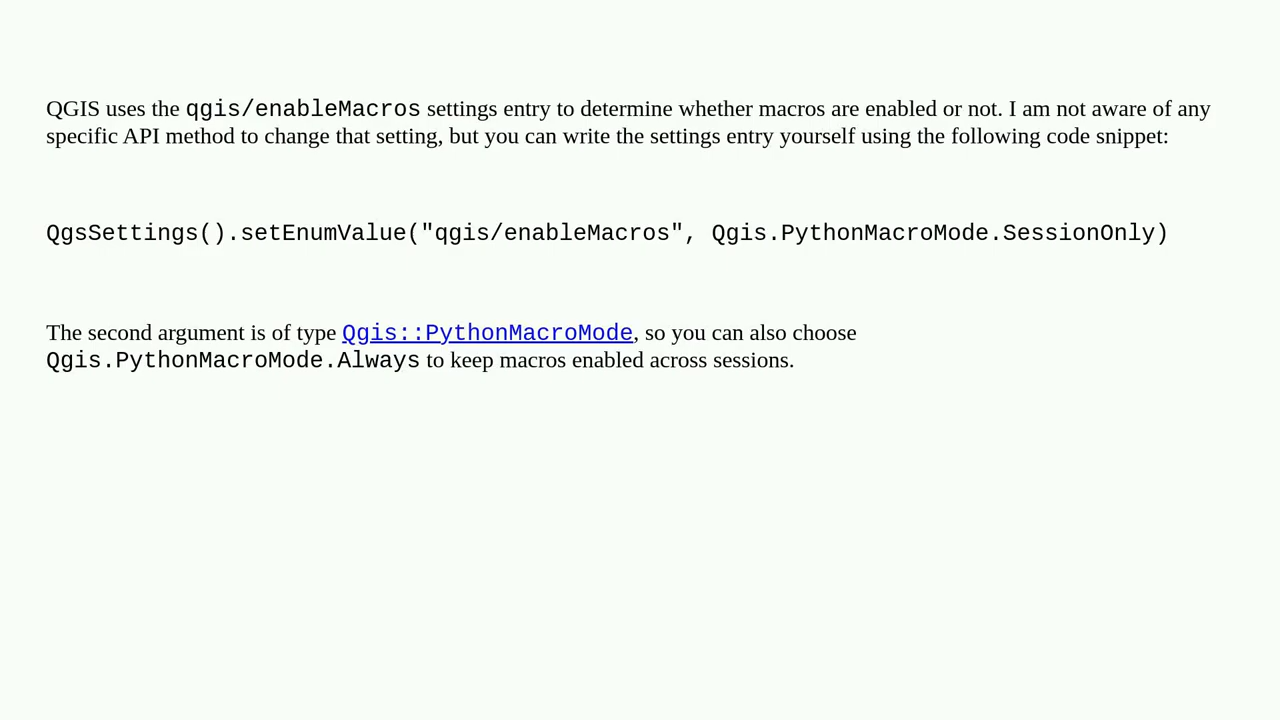 QGIS uses the qgis/enableMacros settings entry to determine whether macros are enabled or not. I am not aware of any
specific API method to change that setting, but you can write the settings entry yourself using the following code snippet:
QgsSettings().setEnumValue("qgis/enableMacros", Qgis.PythonMacroMode.SessionOnly)
The second argument is of type Qgis::PythonMacroMode, so you can also choose
Qgis.PythonMacroMode.Always to keep macros enabled across sessions.